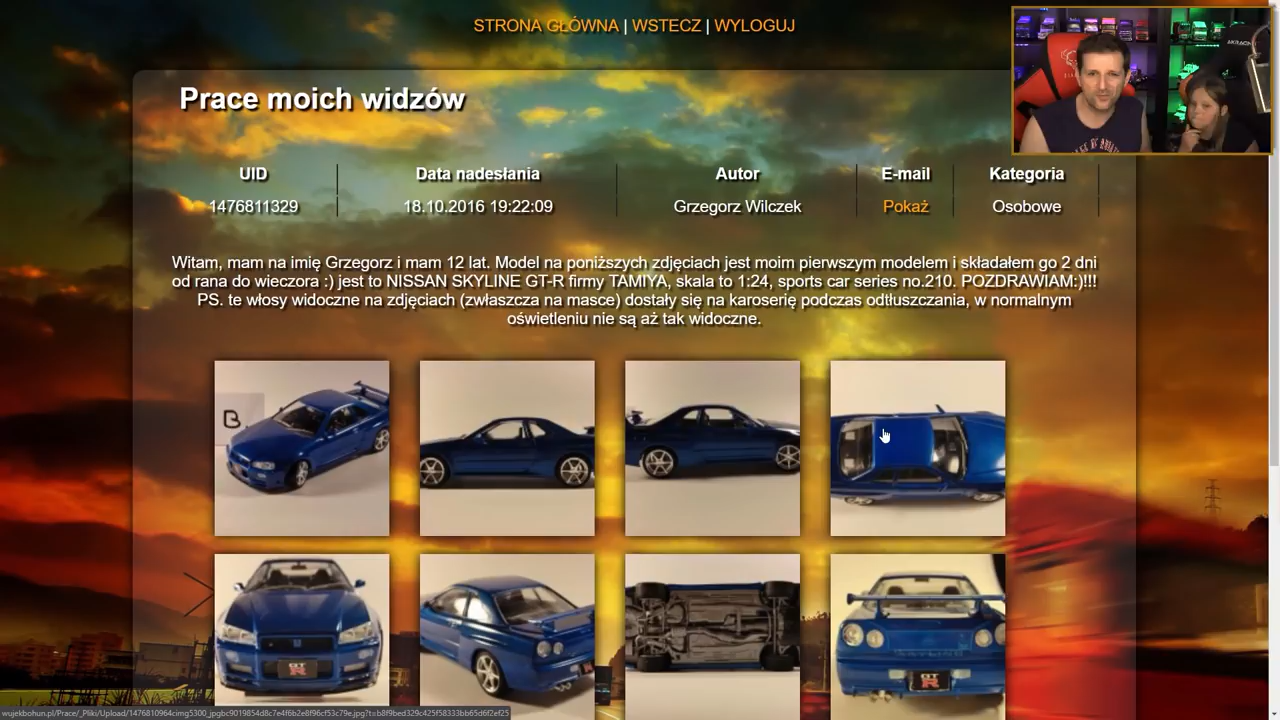 STRONA GŁÓWNA | WSTECZ | WYLOGUJ
Prace moich widzów
UID Data nadesłania Autor E-mail Kategoria
1476811329 18.10.2016 19:22:09 Grzegorz Wilczek Pokaż Osobowe
Witam, mam na imię Grzegorz i mam 12 lat. Model na poniższych zdjęciach jest moim pierwszym modelem i składałem go 2 dni
od rana do wieczora :) jest to NISSAN SKYLINE GT-R firmy TAMIYA, skala to 1:24, sports car series no.210. POZDRAWIAM:)!!!
PS. te włosy widoczne na zdjęciach (zwłaszcza na masce) dostały się na karoserię podczas odtłuszczania, w normalnym
oświetleniu nie są aż tak widoczne.
B.
GT
R
SKYLINE
GT
R